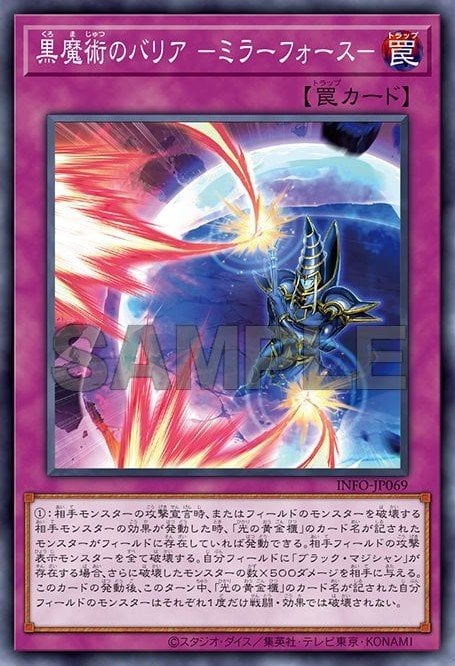 黒魔術のバリア －ミラーフォース－ 罠
【罠カード】
SAMPLE
INFO-JP069
①：相手モンスターの攻撃宣言時、またはフィールドのモンスターを破壊する
相手モンスターの効果が発動した時、「光の黄金櫃」のカード名が記された
モンスターがフィールドに存在していれば発動できる。相手フィールドの攻撃
表示モンスターを全て破壊する。自分フィールドに「ブラック・マジシャン」が
存在する場合、さらに破壊したモンスターの数×500ダメージを相手に与える。
このカードの発動後、このターン中、「光の黄金櫃」のカード名が記された自分
フィールドのモンスターはそれぞれ1度だけ戦闘・効果では破壊されない。
©スタジオ・ダイス／集英社・テレビ東京・KONAMI